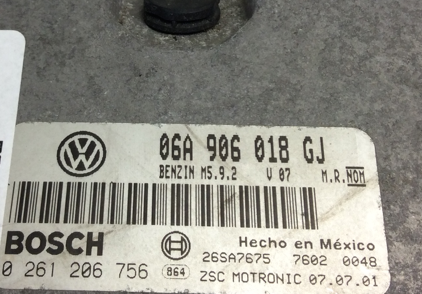 06A 906 018 GJ
BENZIN M5.9.2 V 07 M.R.NOM
BOSCH
Hecho en México
26SA7675 7602 0048
0 261 206 756 864 ZSC MOTRONIC 07.07.01